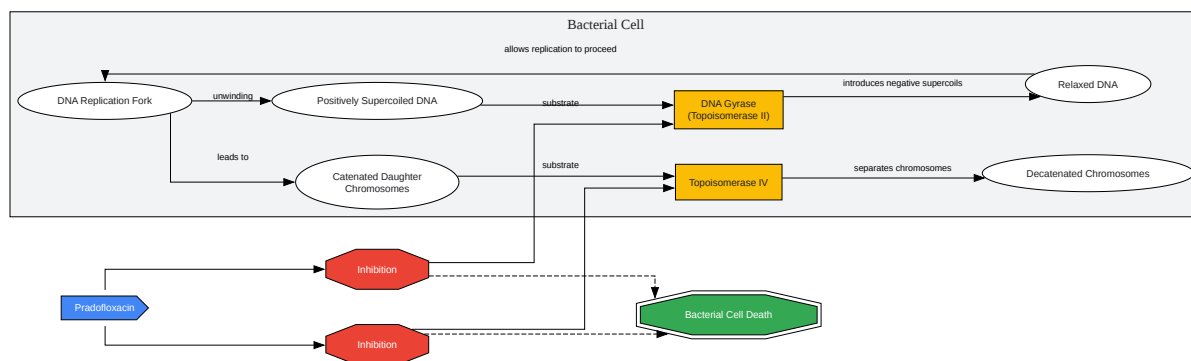 Bacterial Cell
allows replication to proceed
DNA Replication Fork
unwinding
Positively Supercoiled DNA
substrate
DNA Gyrase
(Topoisomerase II)
introduces negative supercoils
Relaxed DNA
leads to
Catenated Daughter
Chromosomes
substrate
Topoisomerase IV
separates chromosomes
Decatenated Chromosomes
Inhibition
Pradofloxacin
Bacterial Cell Death
Inhibition